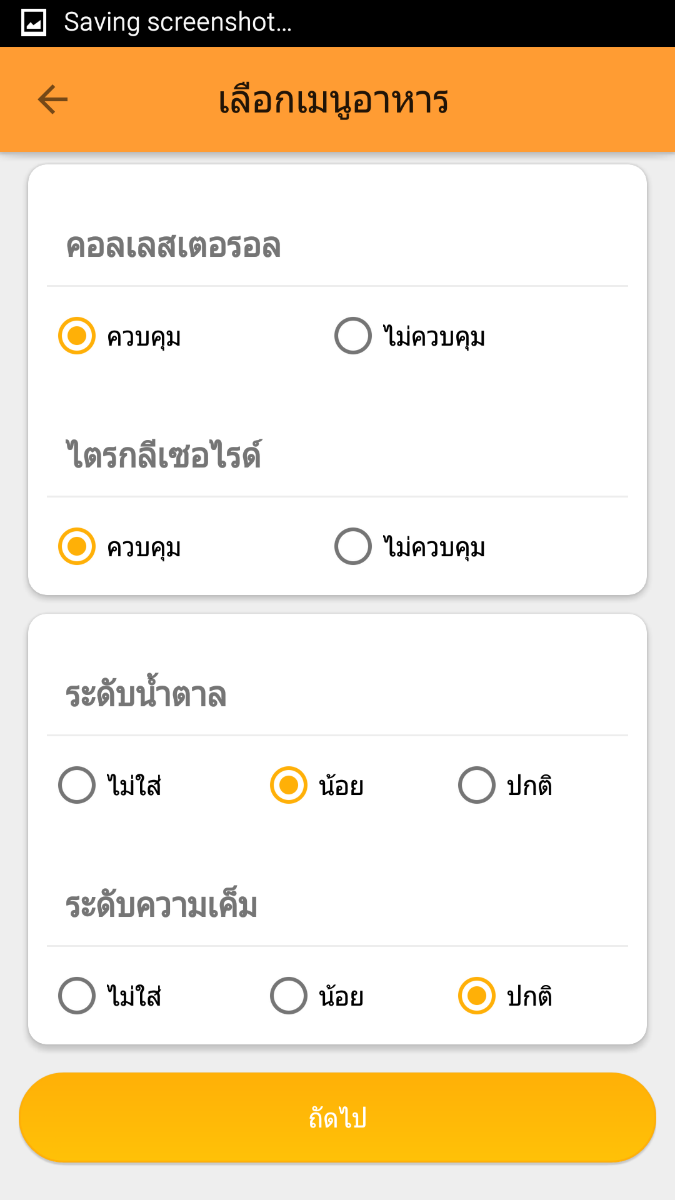 Saving screenshot...
เลือกเมนูอาหาร
คอลเลสเตอรอล
ควบคุม ไม่ควบคุม
ไตรกลีเซอไรด์
ควบคุม ไม่ควบคุม
ระดับน้ำตาล
ไม่ใส่ น้อย ปกติ
ระดับความเค็ม
ไม่ใส่ น้อย ปกติ
ถัดไป